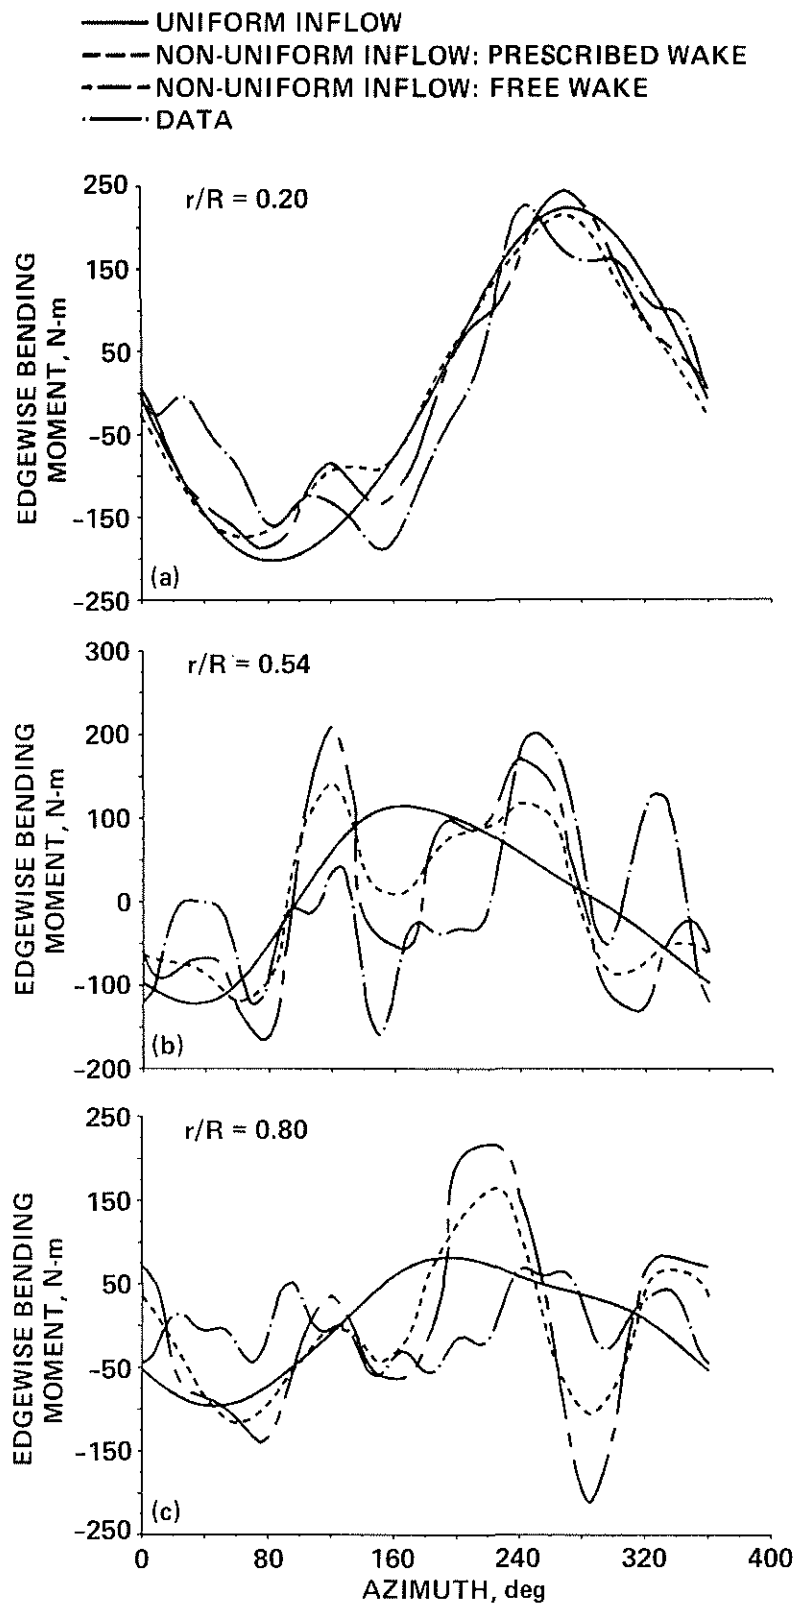 UNIFORM INFLOW
NON-UNIFORM INFLOW: PRESCRIBED WAKE
NON-UNIFORM INFLOW: FREE WAKE
DATA
r/R = 0.20
EDGEWISE BENDING
MOMENT, N-m
250
150
50
-50
-150
-250
(a)
r/R = 0.54
EDGEWISE BENDING
MOMENT, N-m
300
200
100
0
-100
-200
(b)
r/R = 0.80
EDGEWISE BENDING
MOMENT, N-m
250
150
50
-50
-150
-250
(c)
0 80 160 240 320 400
AZIMUTH, deg